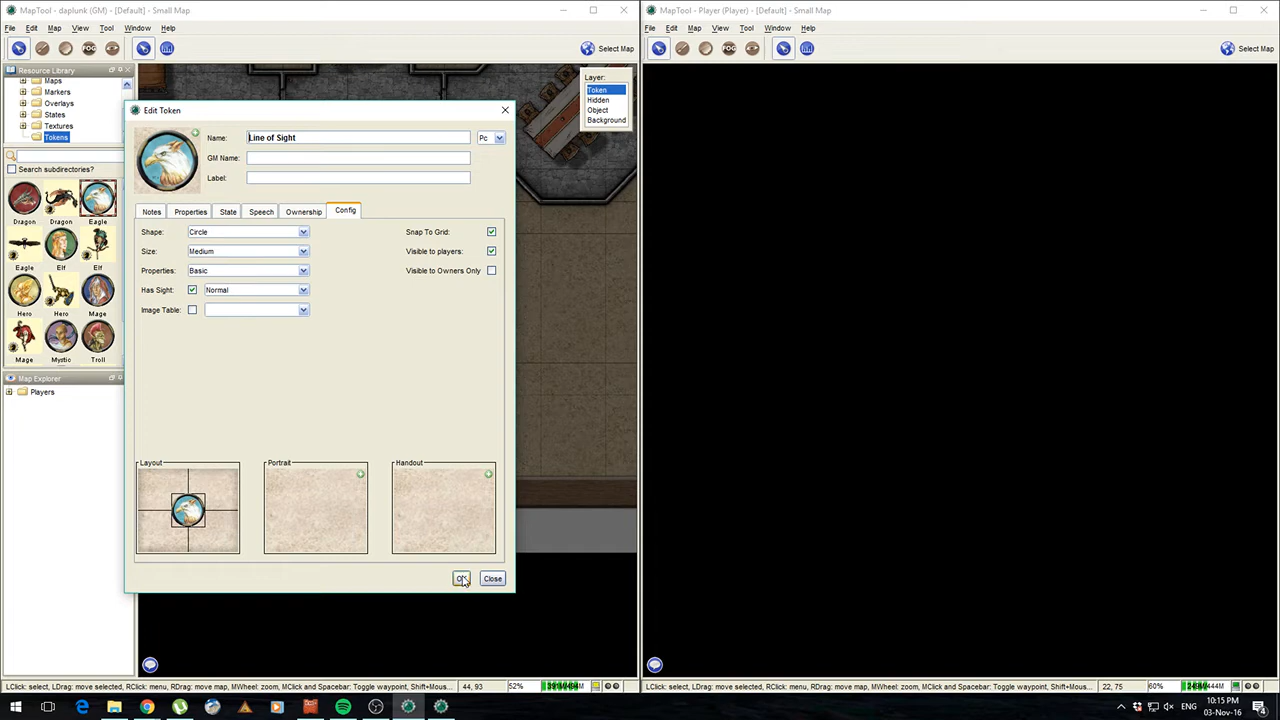 MapTool - daplunk (GM) - [Default] - Small Map
File Edit Map View Tool Window Help
FOG
Select Map
Resource Library
Maps
Markers
Overlays
States
Textures
Tokens
Search subdirectories?
Dragon Dragon Eagle
Eagle Elf Elf
Hero Hero Mage
Mage Mystic Troll
Map Explorer
Players
Layer:
Token
Hidden
Object
Background
Edit Token
Name: Line of Sight Pc
GM Name:
Label:
Notes Properties State Speech Ownership Config
Shape: Circle Snap To Grid:
Size: Medium Visible to players:
Properties: Basic Visible to Owners Only
Has Sight: Normal
Image Table:
Layout Portrait Handout
Close
LClick: select, LDrag: move selected, RClick: menu, RDrag: move map, MWheel: zoom, MClick and Spacebar: Toggle waypoint, Shift+Mous... 44, 93 52%
MapTool - Player (Player) - [Default] - Small Map
File Edit Map View Tool Window Help
FOG
Select Map
LClick: select, LDrag: move selected, RClick: menu, RDrag: move map, MWheel: zoom, MClick and Spacebar: Toggle waypoint, Shift+Mous... 22, 75 60%
ENG
10:15 PM
03-Nov-16